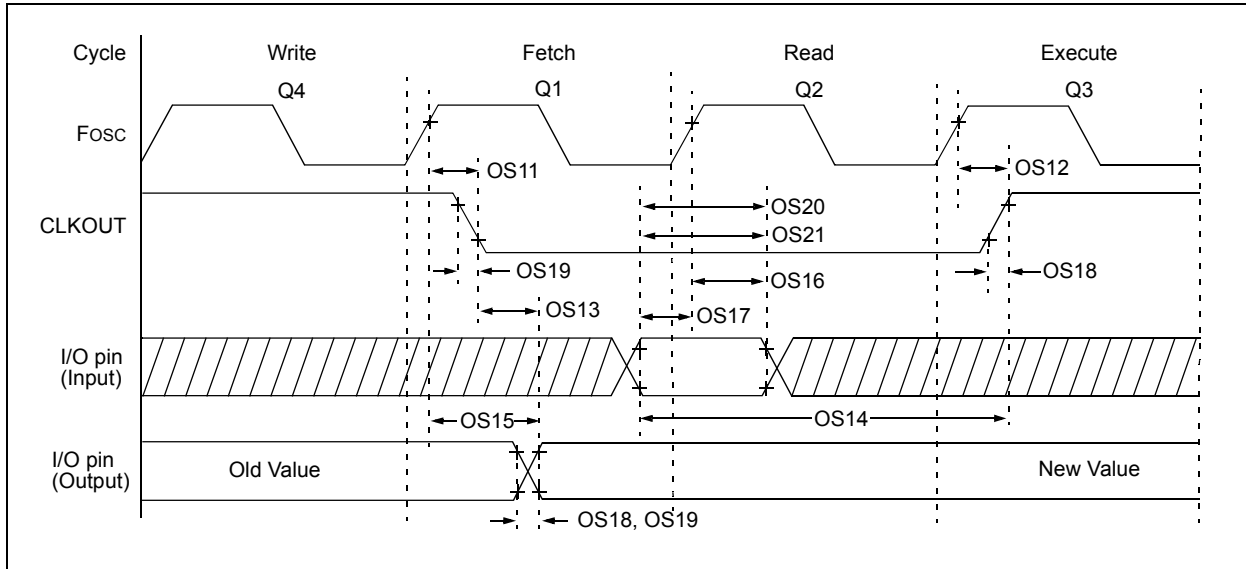 Cycle Write Fetch Read Execute
Q4 Q1 Q2 Q3
FOSC
OS11 OS12
OS20
CLKOUT
OS21
OS19 OS16 OS18
OS13 OS17
I/O pin
(Input)
OS15 OS14
I/O pin
(Output)
Old Value New Value
OS18, OS19